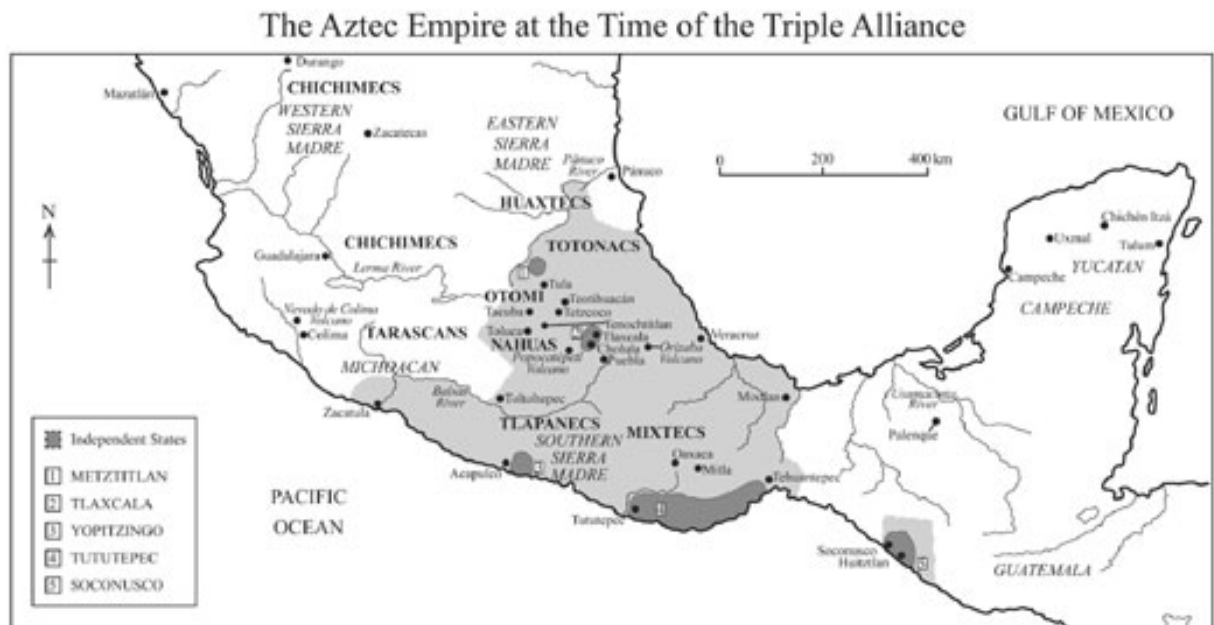 The Aztec Empire at the Time of the Triple Alliance
Durango
Mazatlán
CHICHIMECS
WESTERN
SIERRA
MADRE
Zacatecas
EASTERN
SIERRA
MADRE
Pánuco
River
Pánuco
GULF OF MEXICO
0 200 400 km
N
HUAXTECS
TOTONACS
CHICHIMECS
Guadalajara
Lerma River
Chichén Itzá
Uxmal
Tulum
YUCATAN
Campeche
CAMPECHE
1
Tula
OTOMI
Teotihuacán
Tacuba
Tetzcoco
Nevado de Colima
Volcano
Colima
TARASCANS
Toluca
Tenochtitlan
Tlaxcala
NAHUAS
Cholula
Puebla
Popocatepetl
Volcano
Orizaba
Volcano
Veracruz
MICHOACAN
Zacatula
Balsas
River
TLAPANECS
SOUTHERN
SIERRA
MADRE
MIXTECS
Usumacinta
River
Palenque
Acapulco
Oaxaca
Mitla
Tehuantepec
Tututepec
PACIFIC
OCEAN
Soconusco
Huiztlan
GUATEMALA
Independent States
1 METZTITLAN
2 TLAXCALA
3 YOPITZINGO
4 TUTUTEPEC
5 SOCONUSCO